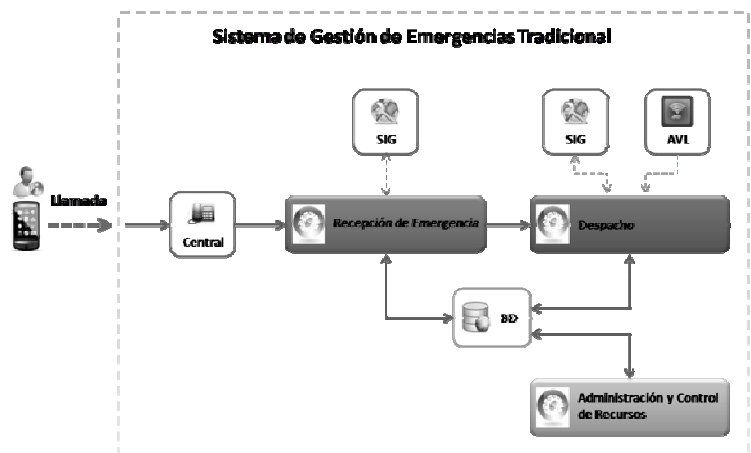 Sistema de Gestión de Emergencias Tradicional
SIG
SIG
AVL
Llamada
Central
Recepción de Emergencia
Despacho
BD
Administración y Control
de Recursos